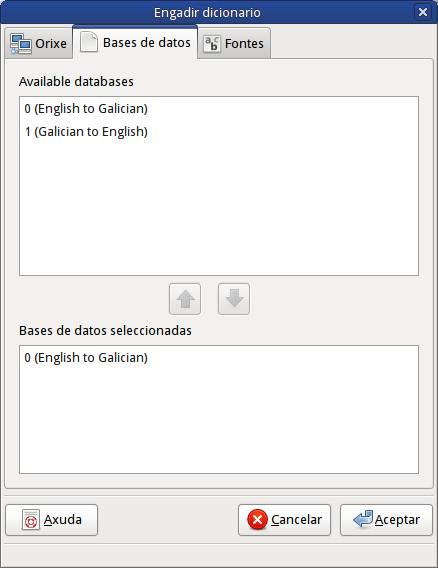 Engadir dicionario
Orixe
Bases de datos
Fontes
Available databases
0 (English to Galician)
1 (Galician to English)
Bases de datos seleccionadas
0 (English to Galician)
Axuda
Cancelar
Aceptar